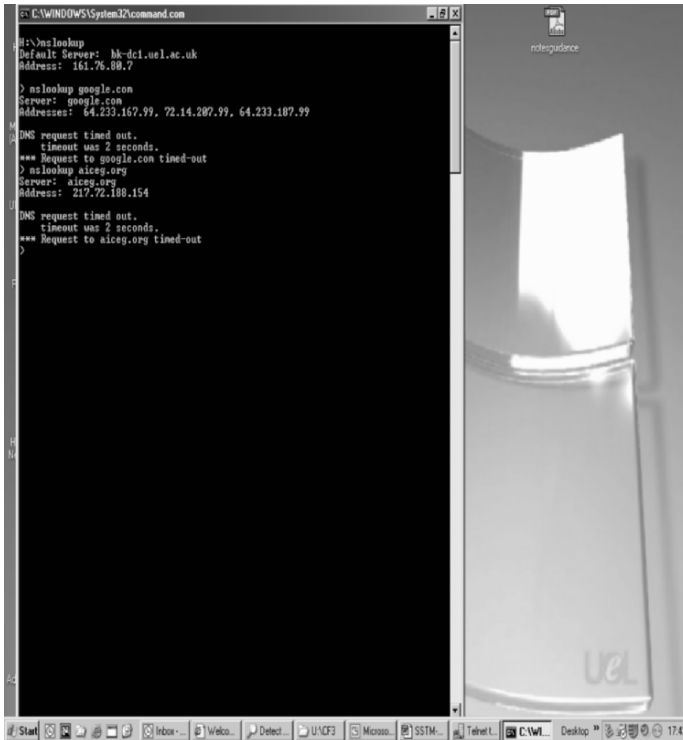 C:\WINDOWS\System32\command.com
H:\>nslookup
Default Server: bk-dc1.uel.ac.uk
Address: 161.76.80.7
> nslookup google.com
Server: google.com
Addresses: 64.233.167.99, 72.14.207.99, 64.233.187.99
DNS request timed out.
timeout was 2 seconds.
*** Request to google.com timed-out
> nslookup aiceg.org
Server: aiceg.org
Address: 217.72.188.154
DNS request timed out.
timeout was 2 seconds.
*** Request to aiceg.org timed-out
>
PDF
notesguidance
UeL
Start
Inbox - ...
Welco...
Detect...
U:\CF3
Microso...
SSTM-...
Telnet t...
C:\WI...
Desktop »
17:4